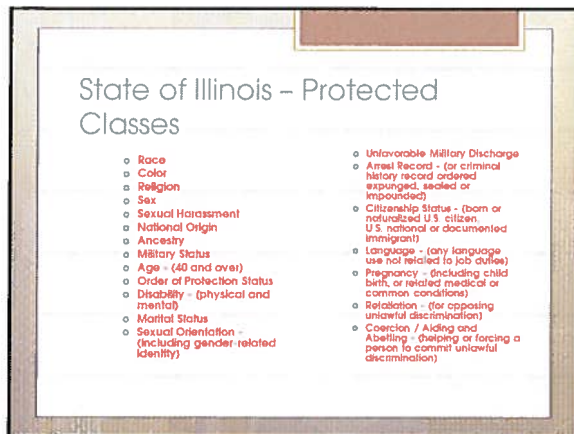 State of Illinois – Protected
Classes
Race
Color
Religion
Sex
Sexual Harassment
National Origin
Ancestry
Military Status
Age - (40 and over)
Order of Protection Status
Disability - (physical and
mental)
Marital Status
Sexual Orientation -
(including gender-related
identity)
Unfavorable Military Discharge
Arrest Record - (or criminal
history record ordered
expunged, sealed or
impounded)
Citizenship Status - (born or
naturalized U.S. citizen,
U.S. national or documented
immigrant)
Language - (any language
use not related to job duties)
Pregnancy - (including child
birth, or related medical or
common conditions)
Retaliation - (for opposing
unlawful discrimination)
Coercion / Aiding and
Abetting - (helping or forcing a
person to commit unlawful
discrimination)